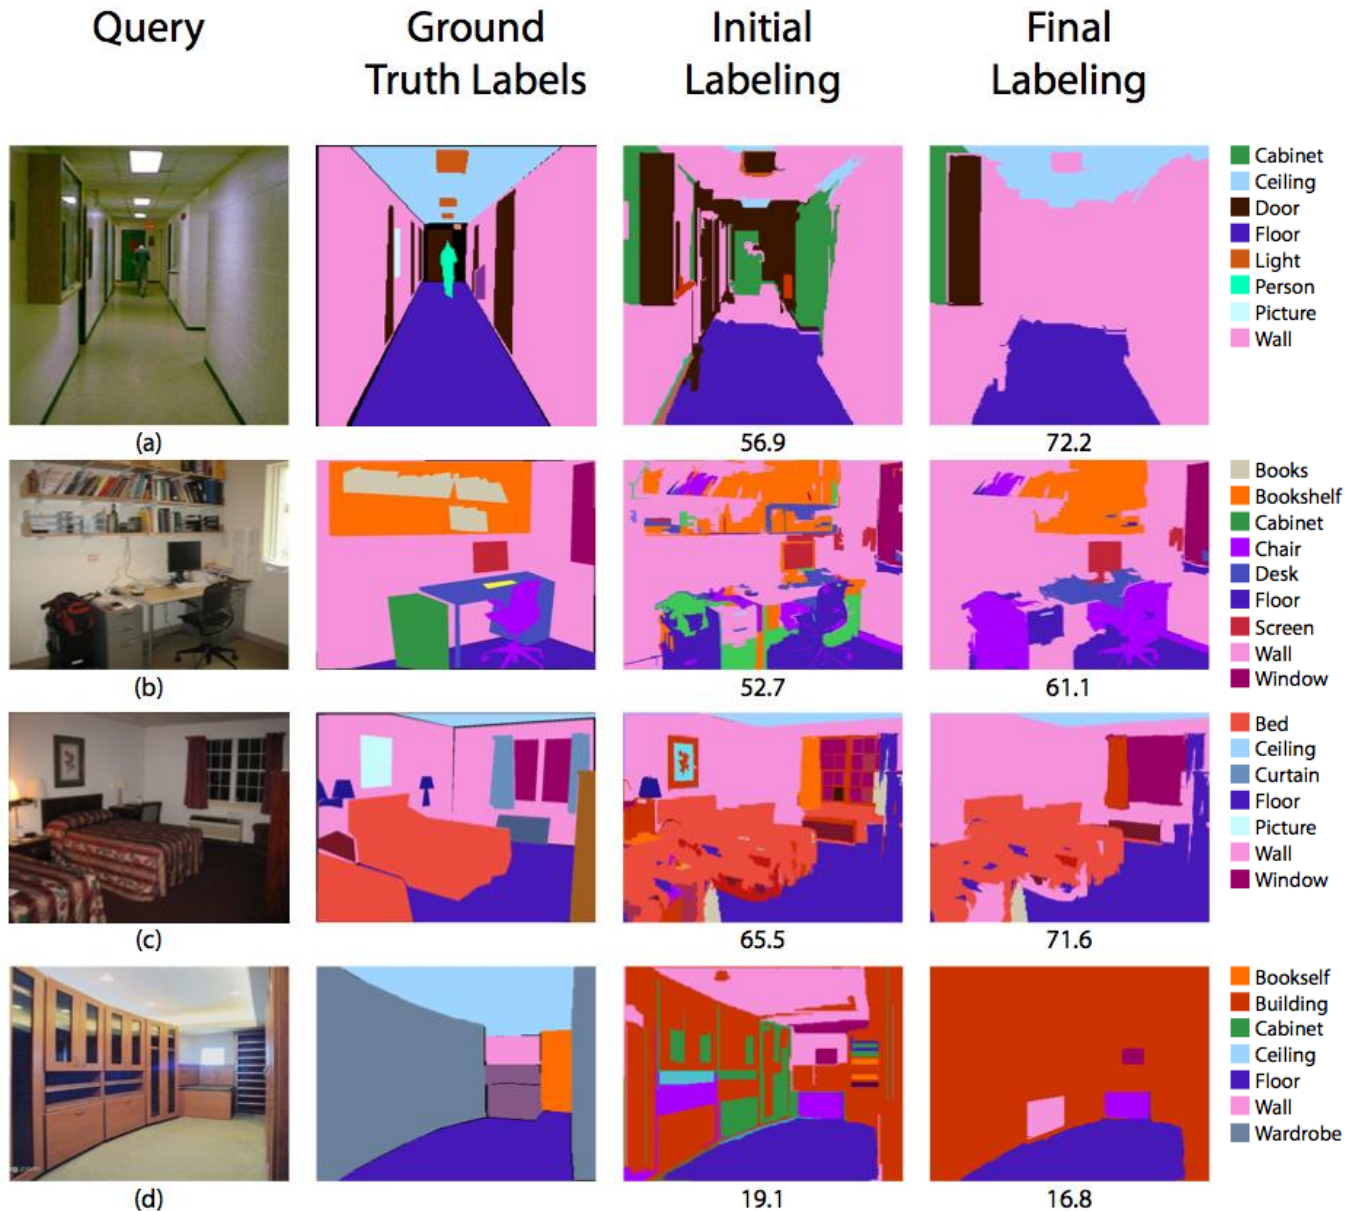 Query
Ground
Truth Labels
Initial
Labeling
Final
Labeling
Cabinet
Ceiling
Door
Floor
Light
Person
Picture
Wall
(a)
56.9
72.2
Books
Bookshelf
Cabinet
Chair
Desk
Floor
Screen
Wall
Window
(b)
52.7
61.1
Bed
Ceiling
Curtain
Floor
Picture
Wall
Window
(c)
65.5
71.6
Bookself
Building
Cabinet
Ceiling
Floor
Wall
Wardrobe
(d)
19.1
16.8